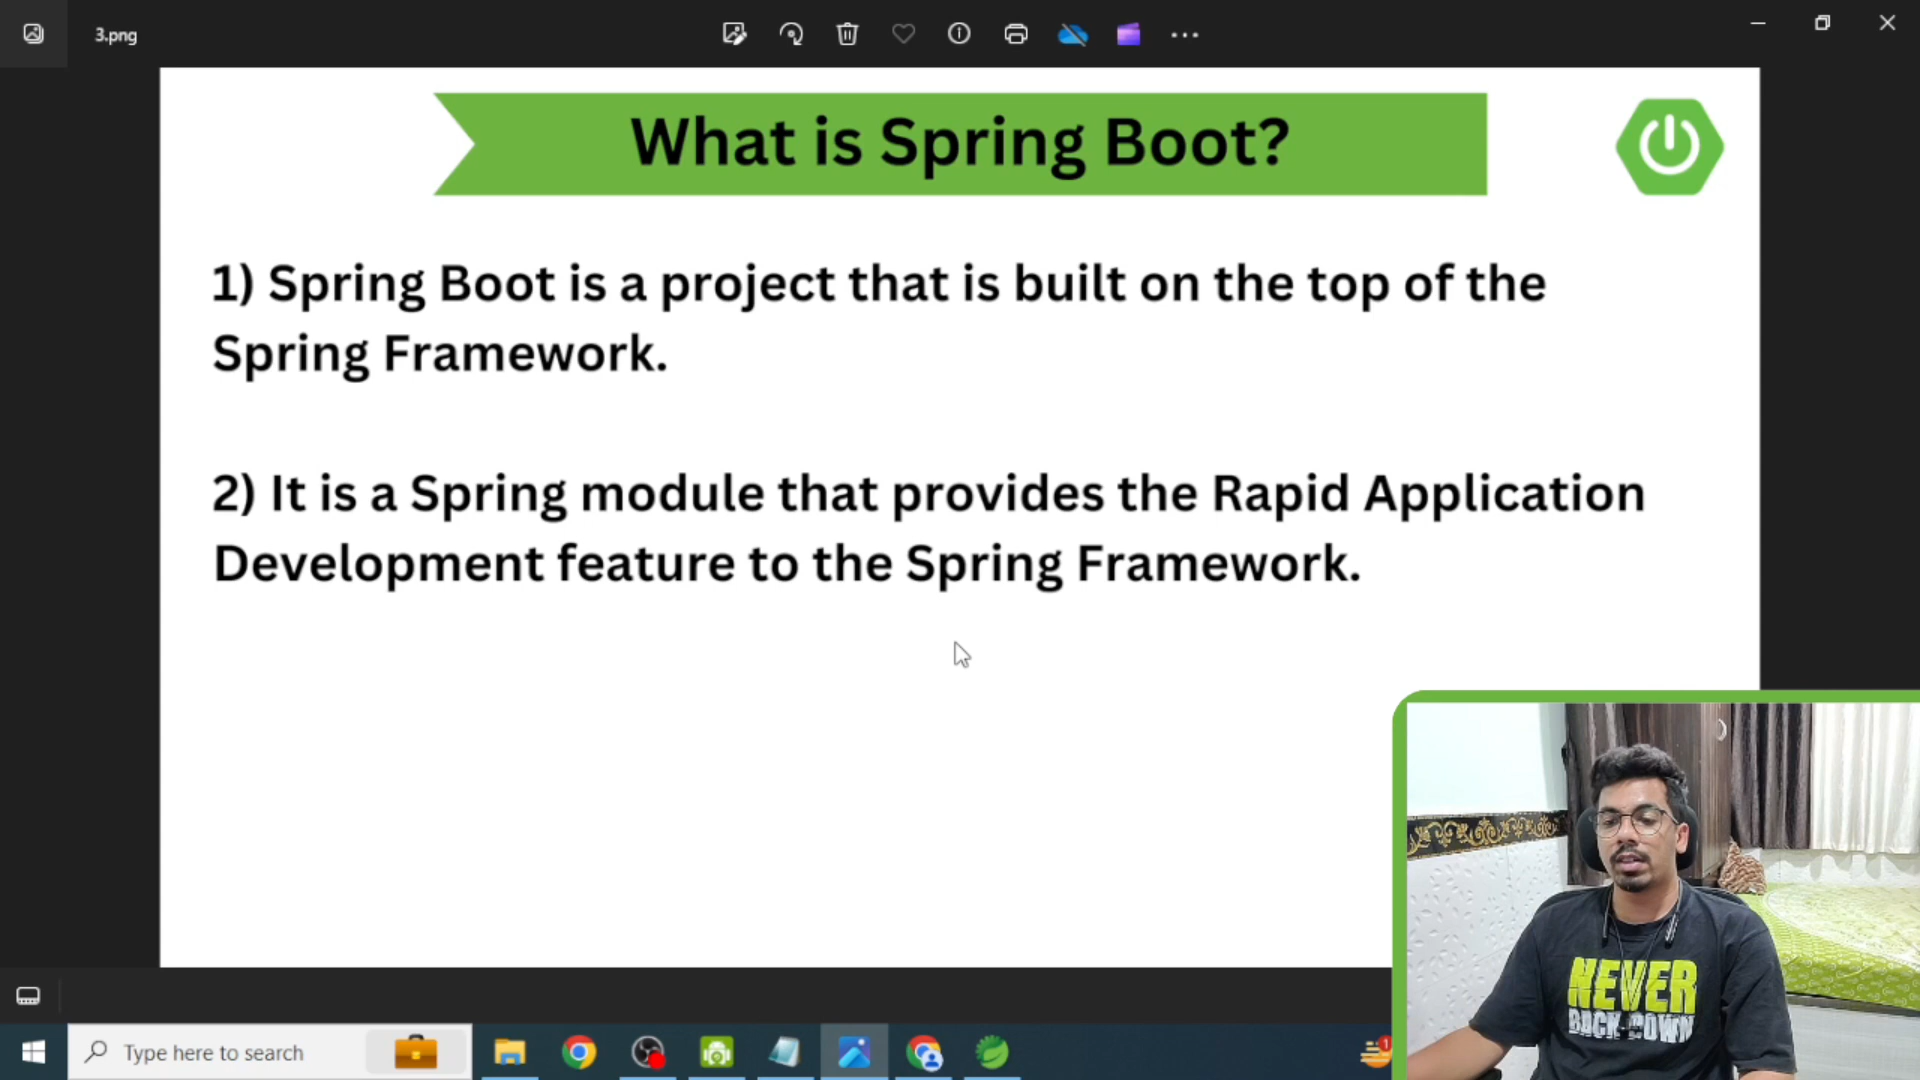 3.png
What is Spring Boot?
1) Spring Boot is a project that is built on the top of the
Spring Framework.
2) It is a Spring module that provides the Rapid Application
Development feature to the Spring Framework.
NEVER
BACK DOWN
Type here to search
1